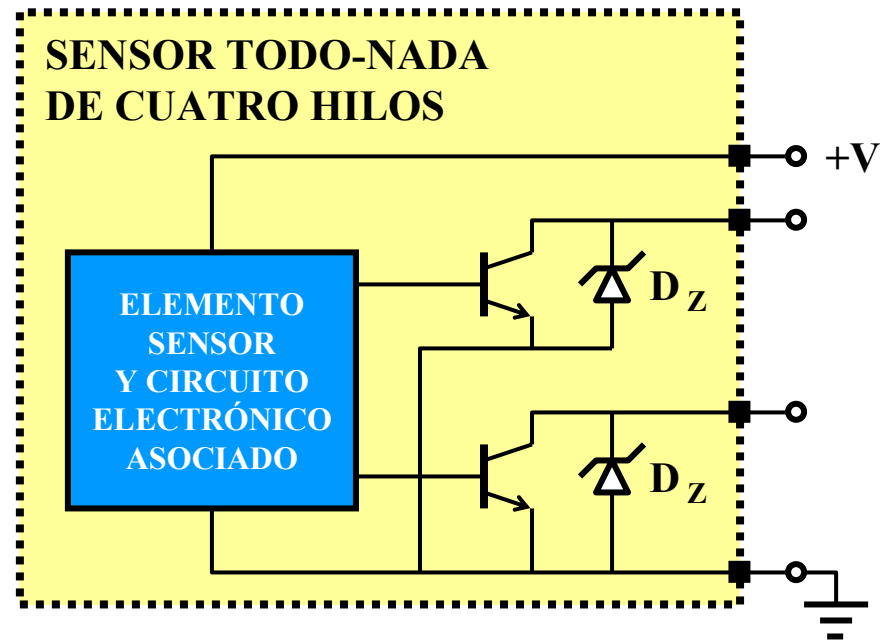 SENSOR TODO-NADA
DE CUATRO HILOS
+V
ELEMENTO
SENSOR
Y CIRCUITO
ELECTRÓNICO
ASOCIADO
D Z
D Z